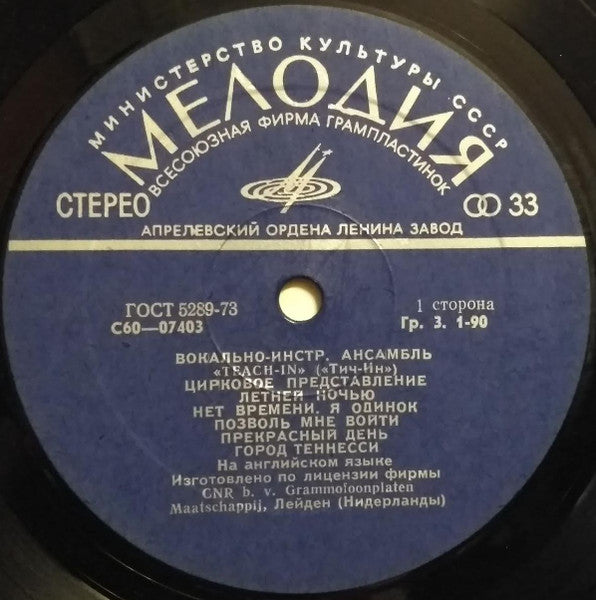 МИНИСТЕРСТВО КУЛЬТУРЫ СССР
МЕЛОДИЯ
ВСЕСОЮЗНАЯ ФИРМА ГРАМПЛАСТИНОК
СТЕРЕО
33
АПРЕЛЕВСКИЙ ОРДЕНА ЛЕНИНА ЗАВОД
ГОСТ 5289-73
С60—07403
1 сторона
Гр. 3. 1-90
ВОКАЛЬНО-ИНСТР. АНСАМБЛЬ
«TEACH-IN» («Тич-Ин»)
ЦИРКОВОЕ ПРЕДСТАВЛЕНИЕ
ЛЕТНЕЙ НОЧЬЮ
НЕТ ВРЕМЕНИ. Я ОДИНОК
ПОЗВОЛЬ МНЕ ВОЙТИ
ПРЕКРАСНЫЙ ДЕНЬ
ГОРОД ТЕННЕССИ
На английском языке
Изготовлено по лицензии фирмы
CNR b. v. Grammofoonplaten
Maatschappij, Лейден (Нидерланды)